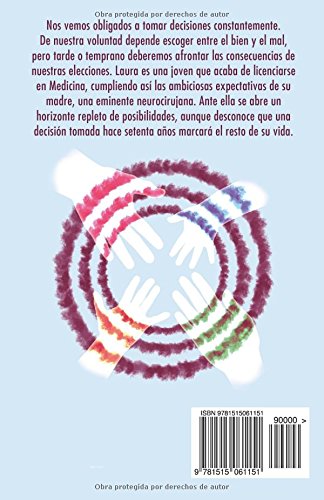 Obra protegida por derechos de autor
Nos vemos obligados a tomar decisiones constantemente.
De nuestra voluntad depende escoger entre el bien y el mal,
pero tarde o temprano deberemos afrontar las consecuencias de
nuestras elecciones. Laura es una joven que acaba de licenciarse
en Medicina, cumpliendo así las ambiciosas expectativas de su
madre, una eminente neurocirujana. Ante ella se abre un
horizonte repleto de posibilidades, aunque desconoce que una
decisión tomada hace setenta años marcará el resto de su vida.
ISBN 9781515061151
90000 >
9 781515 061151
Obra protegida por derechos de autor